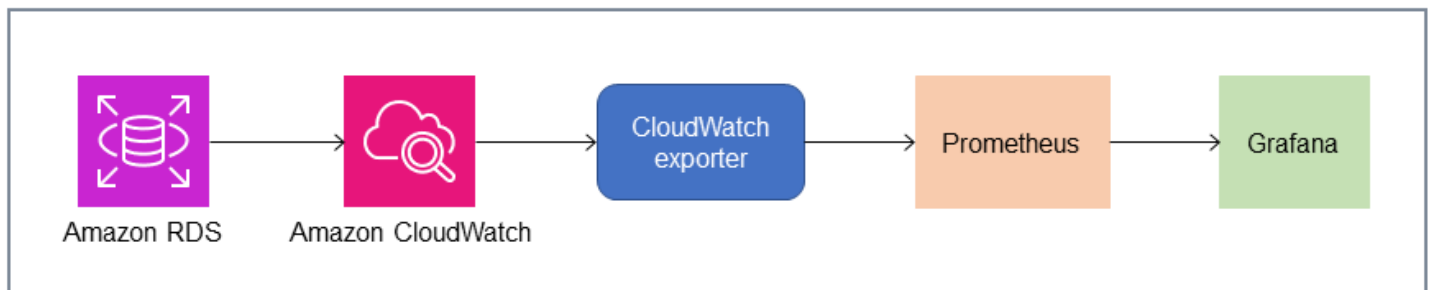 CloudWatch
exporter
Prometheus
Grafana
Amazon RDS
Amazon CloudWatch